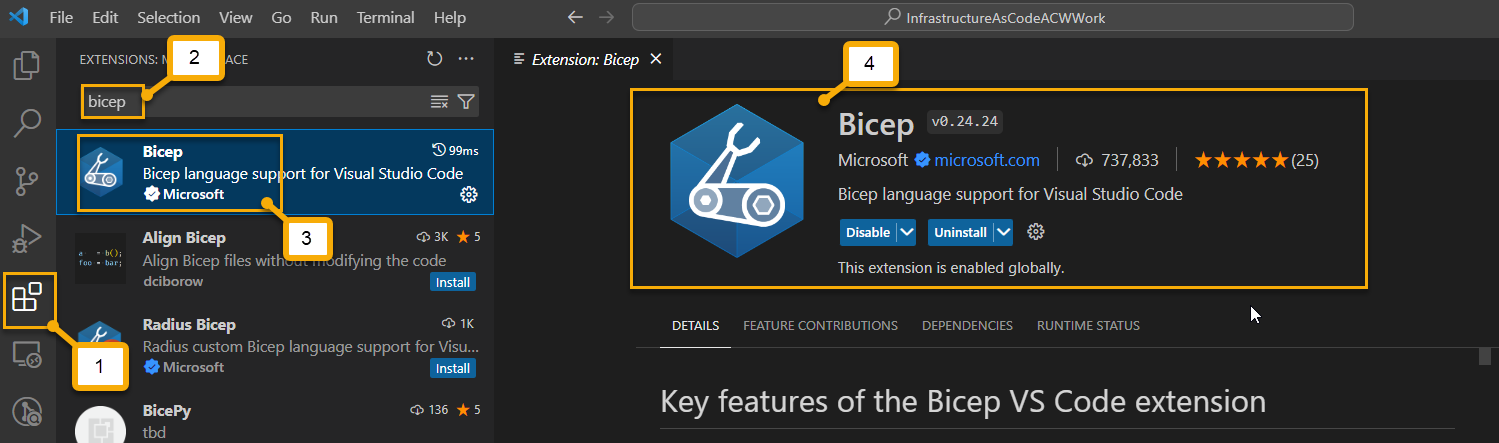 File Edit Selection View Go Run Terminal Help
InfrastructureAsCodeACWWork
EXTENSIONS: M ACE
2
bicep
Bicep
99ms
Bicep language support for Visual Studio Code
Microsoft
3
Align Bicep
3K 5
Align Bicep files without modifying the code
dciborow
Install
a = b();
foo = bar;
Radius Bicep
1K
Radius custom Bicep language support for Visu...
Microsoft
Install
1
BicePy
136 5
tbd
Extension: Bicep
4
Bicep v0.24.24
Microsoft microsoft.com 737,833 (25)
Bicep language support for Visual Studio Code
Disable Uninstall
This extension is enabled globally.
DETAILS FEATURE CONTRIBUTIONS DEPENDENCIES RUNTIME STATUS
Key features of the Bicep VS Code extension